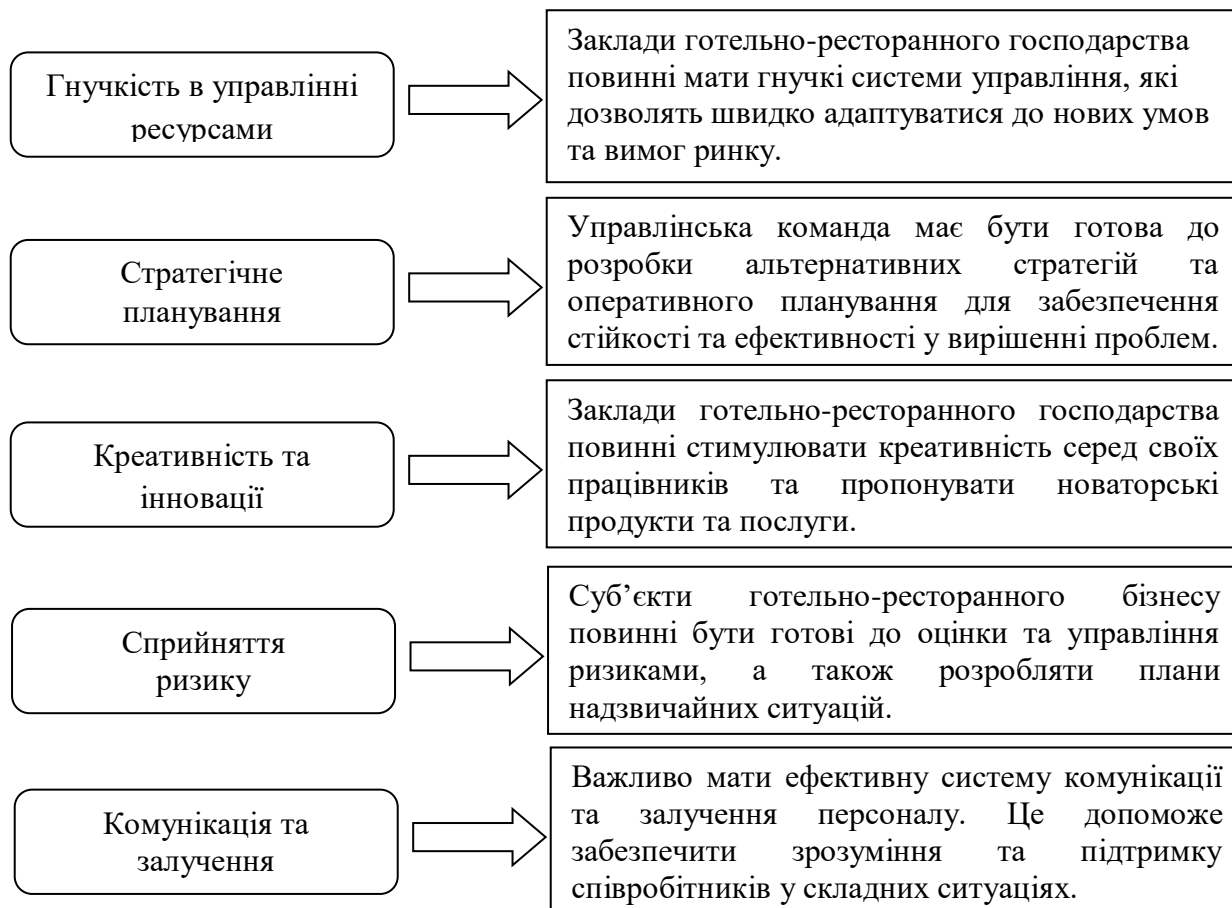 Гнучкість в управлінні
ресурсами
Заклади готельно-ресторанного господарства
повинні мати гнучкі системи управління, які
дозволять швидко адаптуватися до нових умов
та вимог ринку.
Стратегічне
планування
Управлінська команда має бути готова до
розробки альтернативних стратегій та
оперативного планування для забезпечення
стійкості та ефективності у вирішенні проблем.
Креативність та
інновації
Заклади готельно-ресторанного господарства
повинні стимулювати креативність серед своїх
працівників та пропонувати новаторські
продукти та послуги.
Сприйняття
ризику
Суб’єкти готельно-ресторанного бізнесу
повинні бути готові до оцінки та управління
ризиками, а також розробляти плани
надзвичайних ситуацій.
Комунікація та
залучення
Важливо мати ефективну систему комунікації
та залучення персоналу. Це допоможе
забезпечити зрозуміння та підтримку
співробітників у складних ситуаціях.